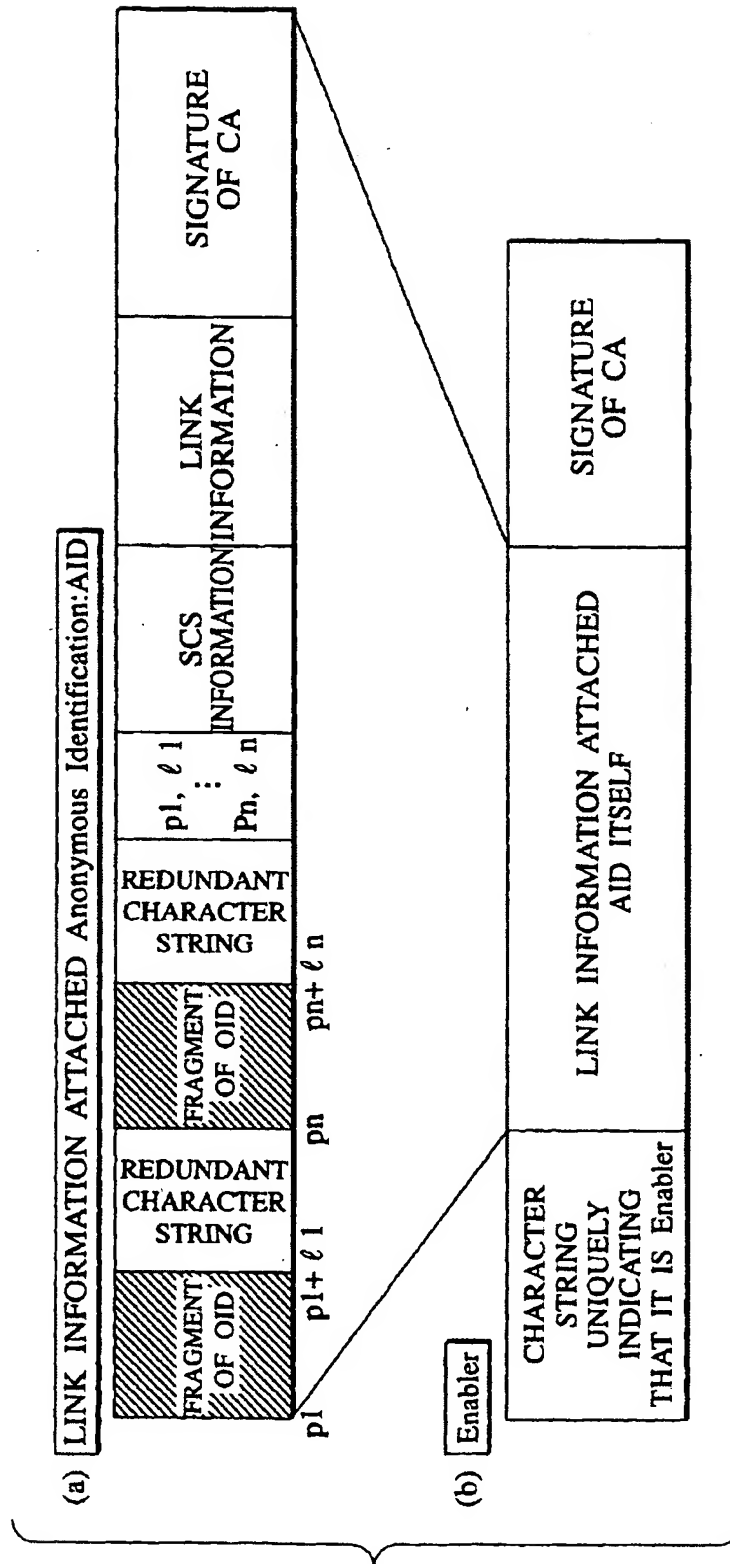 (a) LINK INFORMATION ATTACHED Anonymous Identification:AID
FRAGMENT
OF OID
REDUNDANT
CHARACTER
STRING
FRAGMENT
OF OID
REDUNDANT
CHARACTER
STRING
p1, ℓ 1
⋮
Pn, ℓ n
SCS
INFORMATION
LINK
INFORMATION
SIGNATURE
OF CA
p1
p1+ ℓ 1
pn
pn+ ℓ n
(b) Enabler
CHARACTER
STRING
UNIQUELY
INDICATING
THAT IT IS Enabler
LINK INFORMATION ATTACHED
AID ITSELF
SIGNATURE
OF CA